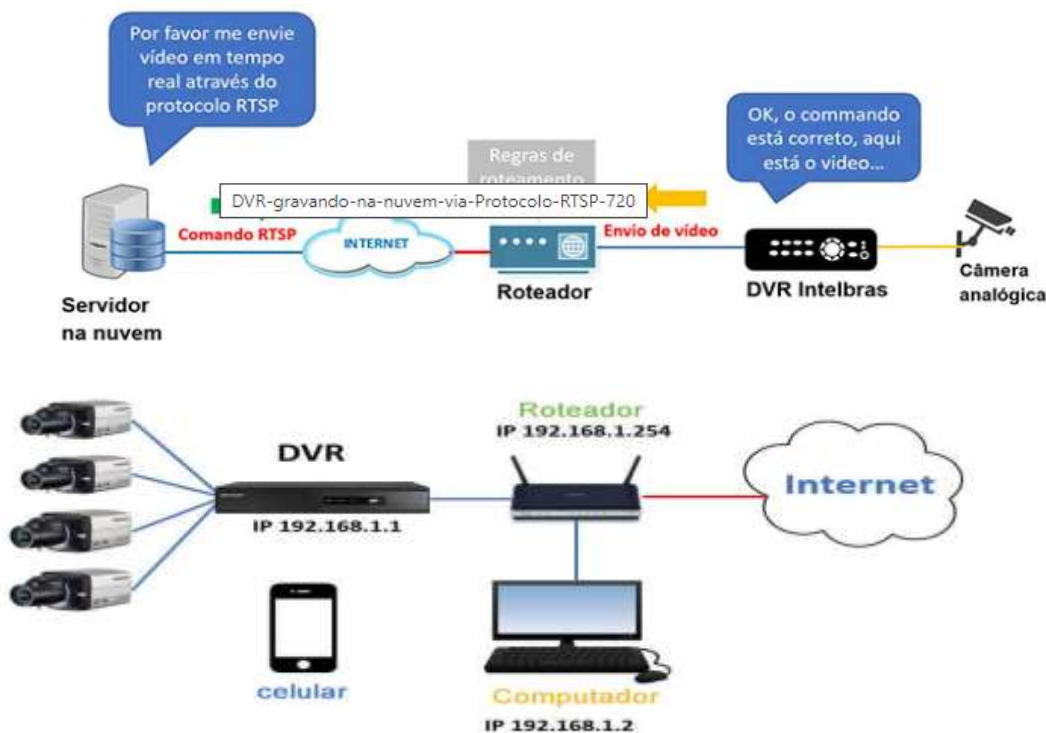 Por favor me envie
vídeo em tempo
real através do
protocolo RTSP
OK, o commando
está correto, aqui
está o video...
Regras de
roteamento
DVR-gravando-na-nuvem-via-Protocolo-RTSP-720
Comando RTSP
INTERNET
Envio de vídeo
Servidor
na nuvem
Roteador
DVR Intelbras
Câmera
analógica
Roteador
IP 192.168.1.254
DVR
IP 192.168.1.1
Internet
celular
Computador
IP 192.168.1.2